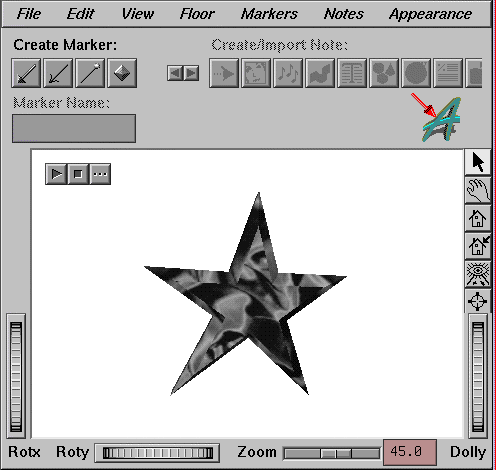 File Edit View Floor Markers Notes Appearance
Create Marker: Create/Import Note:
Marker Name:
A
Rotx Roty Zoom 45.0 Dolly